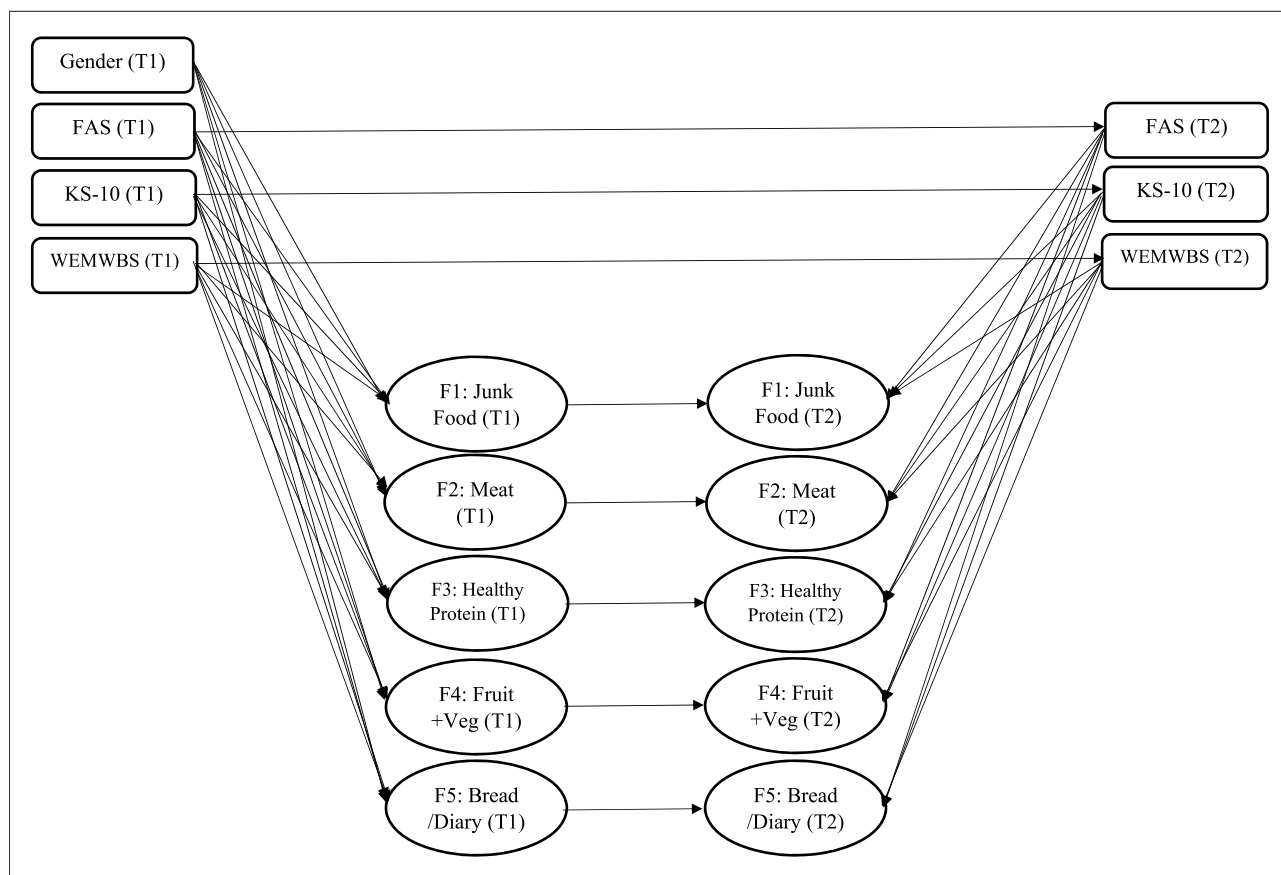 Gender (T1)
FAS (T1)
KS-10 (T1)
WEMWBS (T1)
FAS (T2)
KS-10 (T2)
WEMWBS (T2)
F1: Junk
Food (T1)
F1: Junk
Food (T2)
F2: Meat
(T1)
F2: Meat
(T2)
F3: Healthy
Protein (T1)
F3: Healthy
Protein (T2)
F4: Fruit
+Veg (T1)
F4: Fruit
+Veg (T2)
F5: Bread
/Diary (T1)
F5: Bread
/Diary (T2)